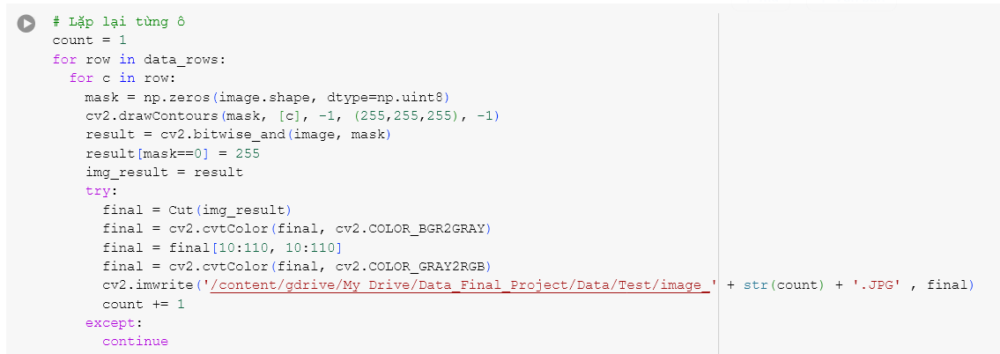 # Lặp lại từng ô
count = 1
for row in data_rows:
  for c in row:
    mask = np.zeros(image.shape, dtype=np.uint8)
    cv2.drawContours(mask, [c], -1, (255,255,255), -1)
    result = cv2.bitwise_and(image, mask)
    result[mask==0] = 255
    img_result = result
    try:
      final = Cut(img_result)
      final = cv2.cvtColor(final, cv2.COLOR_BGR2GRAY)
      final = final[10:110, 10:110]
      final = cv2.cvtColor(final, cv2.COLOR_GRAY2RGB)
      cv2.imwrite('/content/gdrive/My Drive/Data_Final_Project/Data/Test/image_' + str(count) + '.JPG' , final)
      count += 1
    except:
      continue